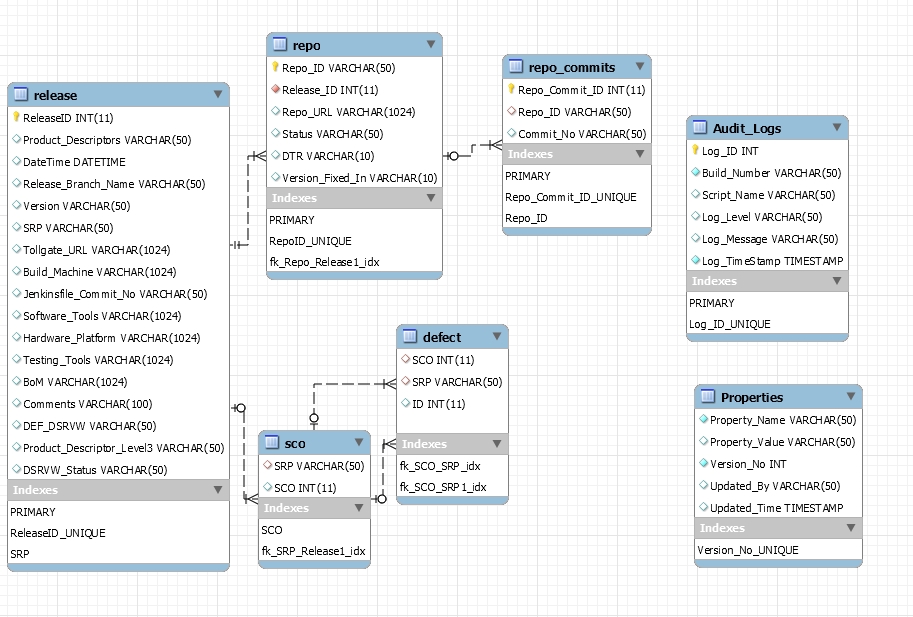 release
ReleaseID INT(11)
Product_Descriptors VARCHAR(50)
DateTime DATETIME
Release_Branch_Name VARCHAR(50)
Version VARCHAR(50)
SRP VARCHAR(50)
Tollgate_URL VARCHAR(1024)
Build_Machine VARCHAR(1024)
Jenkinsfile_Commit_No VARCHAR(50)
Software_Tools VARCHAR(1024)
Hardware_Platform VARCHAR(1024)
Testing_Tools VARCHAR(1024)
BoM VARCHAR(1024)
Comments VARCHAR(100)
DEF_DSRVW VARCHAR(50)
Product_Descriptor_Level3 VARCHAR(50)
DSRVW_Status VARCHAR(50)
Indexes
PRIMARY
ReleaseID_UNIQUE
SRP
repo
Repo_ID VARCHAR(50)
Release_ID INT(11)
Repo_URL VARCHAR(1024)
Status VARCHAR(50)
DTR VARCHAR(10)
Version_Fixed_In VARCHAR(10)
Indexes
PRIMARY
RepoID_UNIQUE
fk_Repo_Release1_idx
repo_commits
Repo_Commit_ID INT(11)
Repo_ID VARCHAR(50)
Commit_No VARCHAR(50)
Indexes
PRIMARY
Repo_Commit_ID_UNIQUE
Repo_ID
Audit_Logs
Log_ID INT
Build_Number VARCHAR(50)
Script_Name VARCHAR(50)
Log_Level VARCHAR(50)
Log_Message VARCHAR(50)
Log_TimeStamp TIMESTAMP
Indexes
PRIMARY
Log_ID_UNIQUE
defect
SCO INT(11)
SRP VARCHAR(50)
ID INT(11)
Indexes
fk_SCO_SRP_idx
fk_SCO_SRP1_idx
sco
SRP VARCHAR(50)
SCO INT(11)
Indexes
SCO
fk_SRP_Release1_idx
Properties
Property_Name VARCHAR(50)
Property_Value VARCHAR(50)
Version_No INT
Updated_By VARCHAR(50)
Updated_Time TIMESTAMP
Indexes
Version_No_UNIQUE